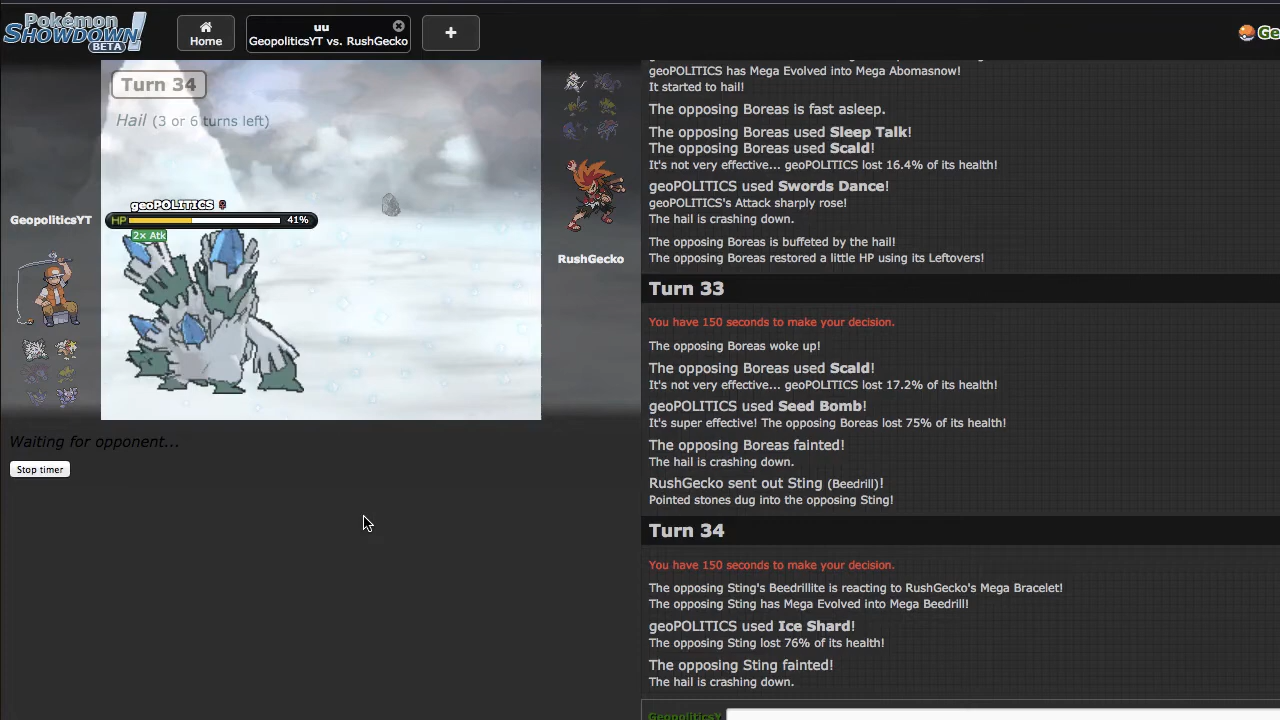 Pokémon
SHOWDOWN!
BETA
Home
uu
GeopoliticsYT vs. RushGecko
+
Ge
Turn 34
Hail (3 or 6 turns left)
geoPOLITICS
HP
41%
2x Atk
GeopoliticsYT
RushGecko
Waiting for opponent...
Stop timer
geoPOLITICS has Mega Evolved into Mega Abomasnow!
It started to hail!
The opposing Boreas is fast asleep.
The opposing Boreas used Sleep Talk!
The opposing Boreas used Scald!
It's not very effective... geoPOLITICS lost 16.4% of its health!
geoPOLITICS used Swords Dance!
geoPOLITICS's Attack sharply rose!
The hail is crashing down.
The opposing Boreas is buffeted by the hail!
The opposing Boreas restored a little HP using its Leftovers!
Turn 33
You have 150 seconds to make your decision.
The opposing Boreas woke up!
The opposing Boreas used Scald!
It's not very effective... geoPOLITICS lost 17.2% of its health!
geoPOLITICS used Seed Bomb!
It's super effective! The opposing Boreas lost 75% of its health!
The opposing Boreas fainted!
The hail is crashing down.
RushGecko sent out Sting (Beedrill)!
Pointed stones dug into the opposing Sting!
Turn 34
You have 150 seconds to make your decision.
The opposing Sting's Beedrillite is reacting to RushGecko's Mega Bracelet!
The opposing Sting has Mega Evolved into Mega Beedrill!
geoPOLITICS used Ice Shard!
The opposing Sting lost 76% of its health!
The opposing Sting fainted!
The hail is crashing down.
GeopoliticsY